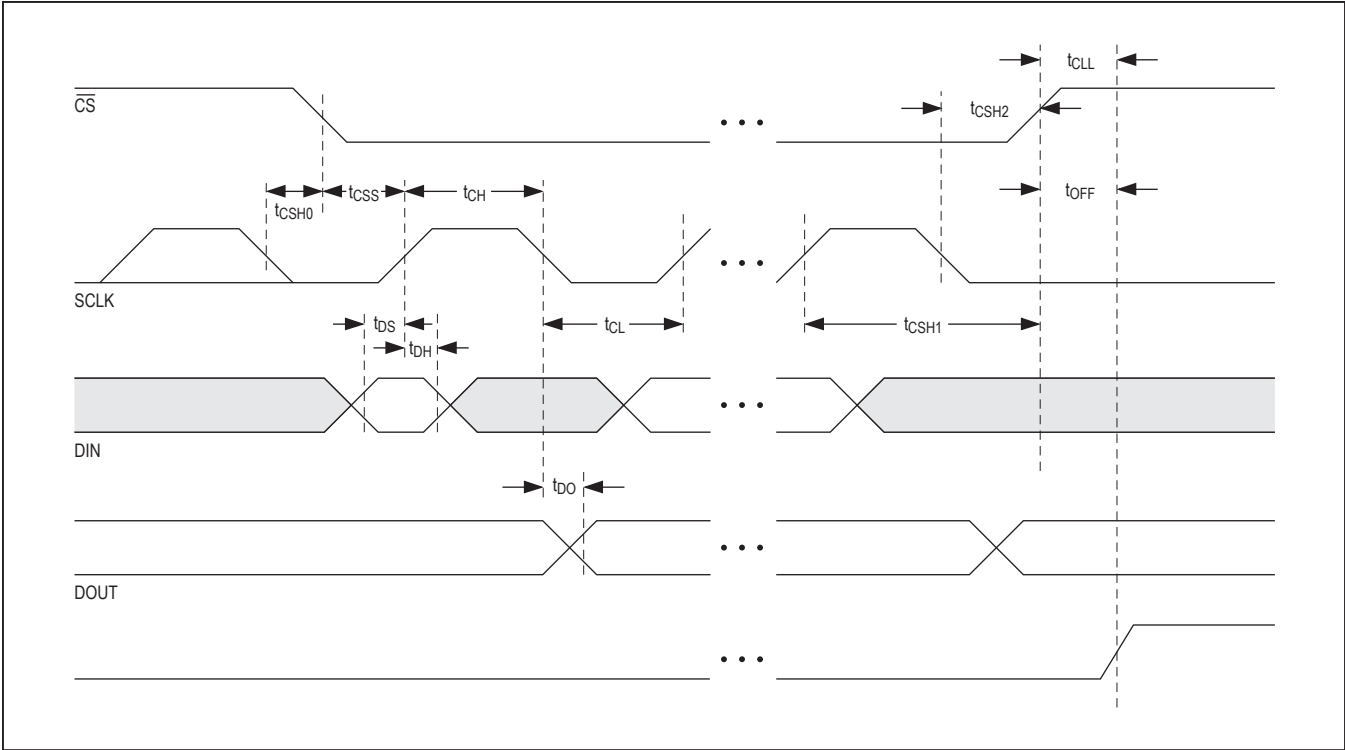 tCLL
CS
tCSH2
tCSS
tCH
tOFF
tCSH0
SCLK
tDS
tCL
tCSH1
tDH
DIN
tDO
DOUT